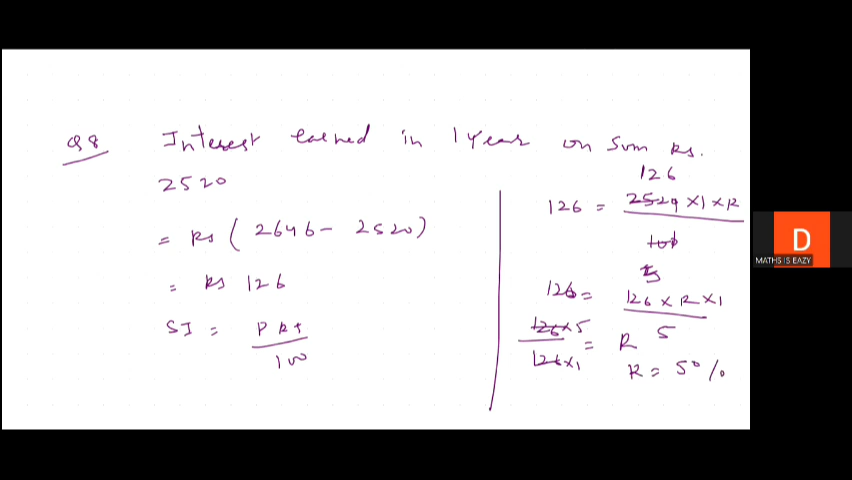 Q8 Interest earned in 1 Year on Sum Rs.
2520
= Rs (2646 - 2520)
= Rs 126
SI = PRT
100
126
126 = 2520 x 1 x R
100
5
126 = 126 x R x 1
5
126 x 5 = R
126 x 1
R = 5%
D
MATHS IS EAZY